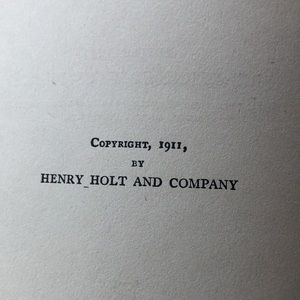 Copyright, 1911,
BY
HENRY HOLT AND COMPANY